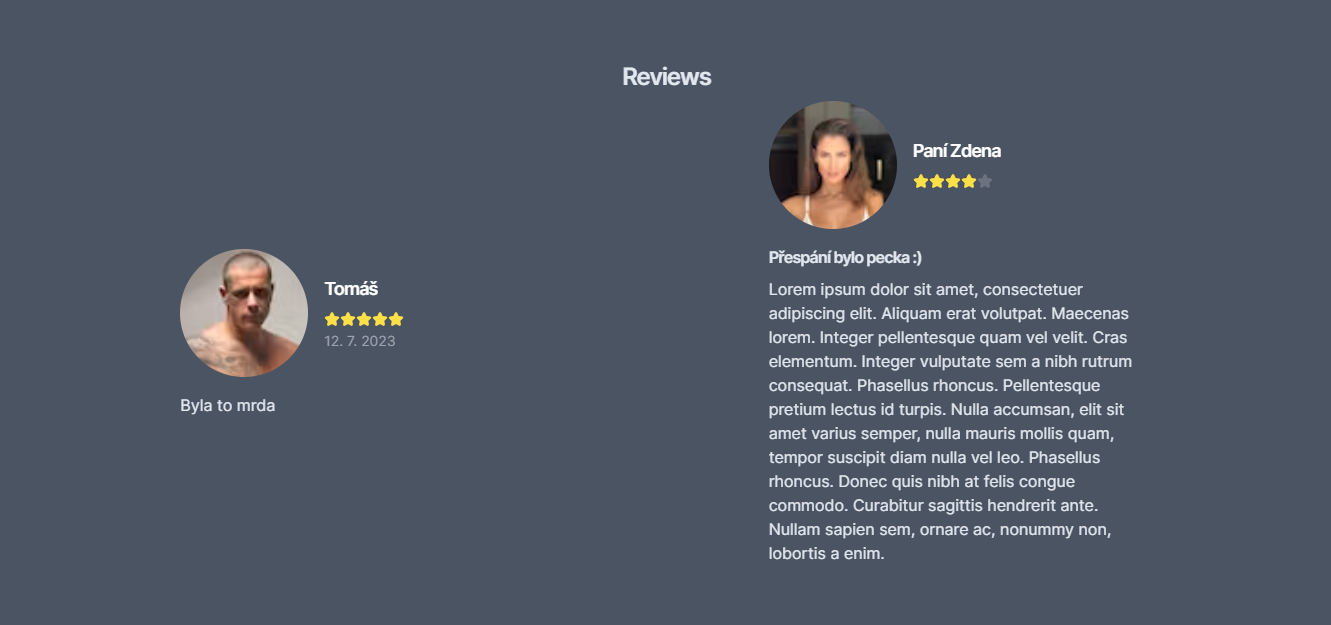 Reviews
Tomáš
12. 7. 2023
Byla to mrda
Paní Zdena
Přespání bylo pecka :)
Lorem ipsum dolor sit amet, consectetuer
adipiscing elit. Aliquam erat volutpat. Maecenas
lorem. Integer pellentesque quam vel velit. Cras
elementum. Integer vulputate sem a nibh rutrum
consequat. Phasellus rhoncus. Pellentesque
pretium lectus id turpis. Nulla accumsan, elit sit
amet varius semper, nulla mauris mollis quam,
tempor suscipit diam nulla vel leo. Phasellus
rhoncus. Donec quis nibh at felis congue
commodo. Curabitur sagittis hendrerit ante.
Nullam sapien sem, ornare ac, nonummy non,
lobortis a enim.